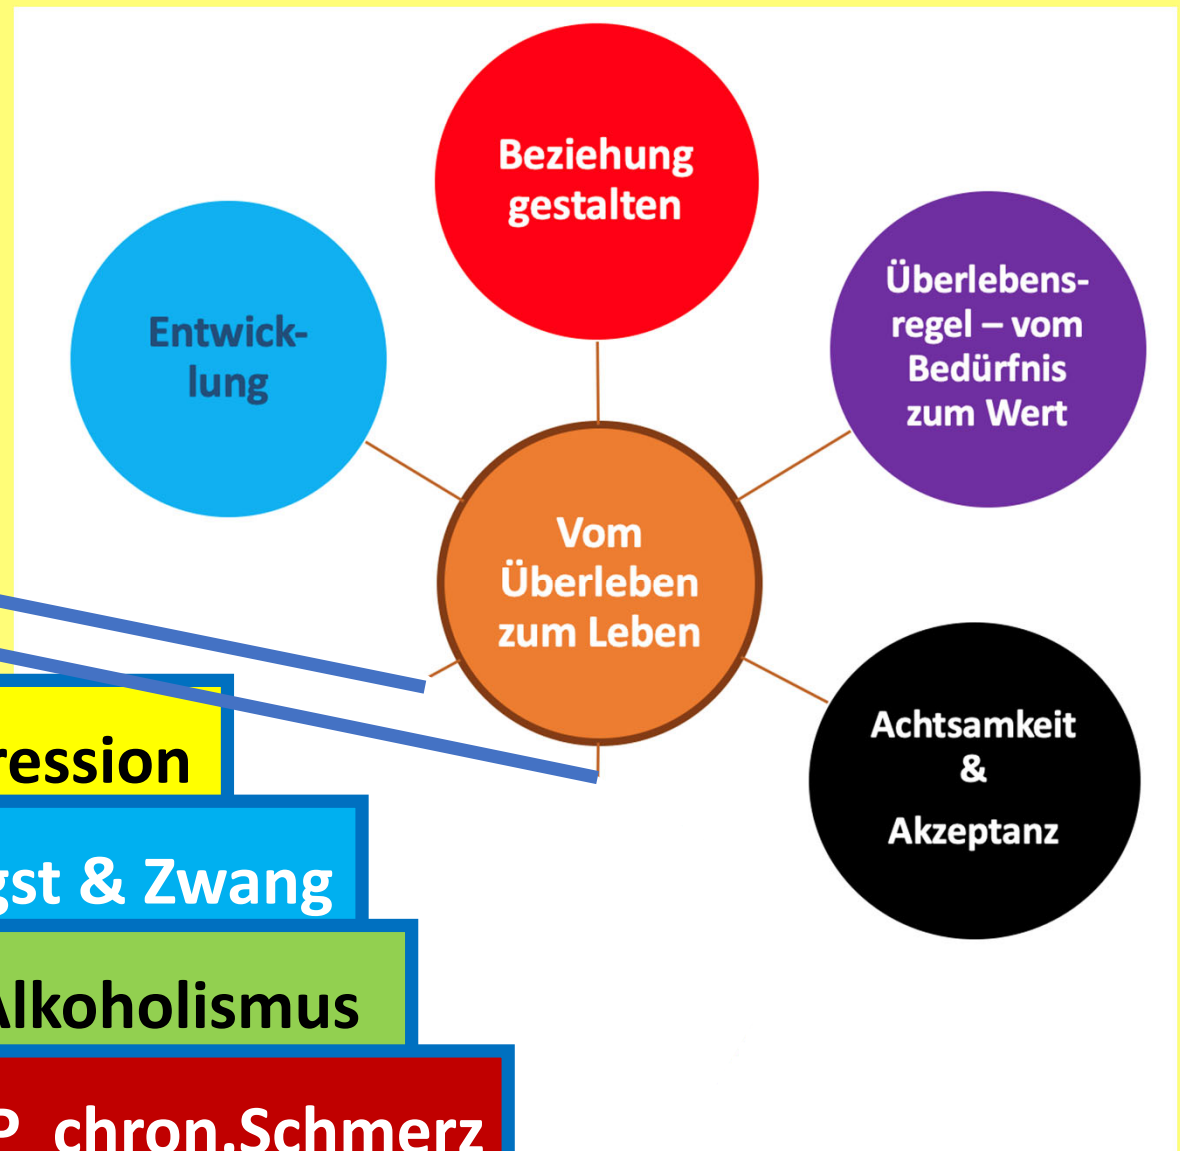 Beziehung
gestalten
Entwick-
lung
Überlebens-
regel – vom
Bedürfnis
zum Wert
Vom
Überleben
zum Leben
Achtsamkeit
&
Akzeptanz
ression
gst & Zwang
Alkoholismus
P chron.Schmerz